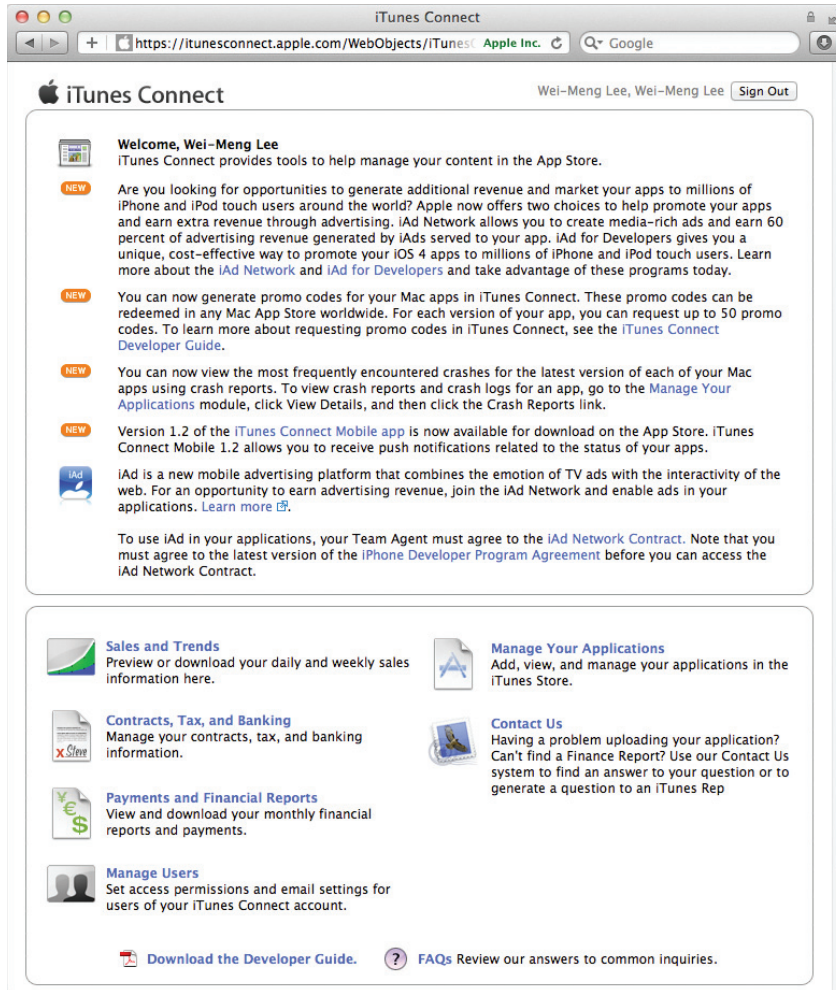 iTunes Connect
https://itunesconnect.apple.com/WebObjects/iTunes
Apple Inc.
Google
iTunes Connect
Wei-Meng Lee, Wei-Meng Lee
Sign Out
Welcome, Wei-Meng Lee
iTunes Connect provides tools to help manage your content in the App Store.
NEW
Are you looking for opportunities to generate additional revenue and market your apps to millions of
iPhone and iPod touch users around the world? Apple now offers two choices to help promote your apps
and earn extra revenue through advertising. iAd Network allows you to create media-rich ads and earn 60
percent of advertising revenue generated by iAds served to your app. iAd for Developers gives you a
unique, cost-effective way to promote your iOS 4 apps to millions of iPhone and iPod touch users. Learn
more about the iAd Network and iAd for Developers and take advantage of these programs today.
NEW
You can now generate promo codes for your Mac apps in iTunes Connect. These promo codes can be
redeemed in any Mac App Store worldwide. For each version of your app, you can request up to 50 promo
codes. To learn more about requesting promo codes in iTunes Connect, see the iTunes Connect
Developer Guide.
NEW
You can now view the most frequently encountered crashes for the latest version of each of your Mac
apps using crash reports. To view crash reports and crash logs for an app, go to the Manage Your
Applications module, click View Details, and then click the Crash Reports link.
NEW
Version 1.2 of the iTunes Connect Mobile app is now available for download on the App Store. iTunes
Connect Mobile 1.2 allows you to receive push notifications related to the status of your apps.
iAd
iAd is a new mobile advertising platform that combines the emotion of TV ads with the interactivity of the
web. For an opportunity to earn advertising revenue, join the iAd Network and enable ads in your
applications. Learn more
To use iAd in your applications, your Team Agent must agree to the iAd Network Contract. Note that you
must agree to the latest version of the iPhone Developer Program Agreement before you can access the
iAd Network Contract.
Sales and Trends
Preview or download your daily and weekly sales
information here.
Manage Your Applications
Add, view, and manage your applications in the
iTunes Store.
Contracts, Tax, and Banking
Manage your contracts, tax, and banking
information.
x Steve
Contact Us
Having a problem uploading your application?
Can't find a Finance Report? Use our Contact Us
system to find an answer to your question or to
generate a question to an iTunes Rep
¥€$
Payments and Financial Reports
View and download your monthly financial
reports and payments.
Manage Users
Set access permissions and email settings for
users of your iTunes Connect account.
Download the Developer Guide.
? FAQs Review our answers to common inquiries.